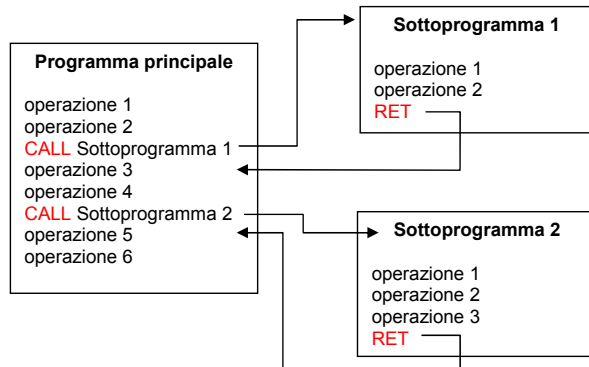 Programma principale
operazione 1
operazione 2
CALL Sottoprogramma 1
operazione 3
operazione 4
CALL Sottoprogramma 2
operazione 5
operazione 6
Sottoprogramma 1
operazione 1
operazione 2
RET
Sottoprogramma 2
operazione 1
operazione 2
operazione 3
RET